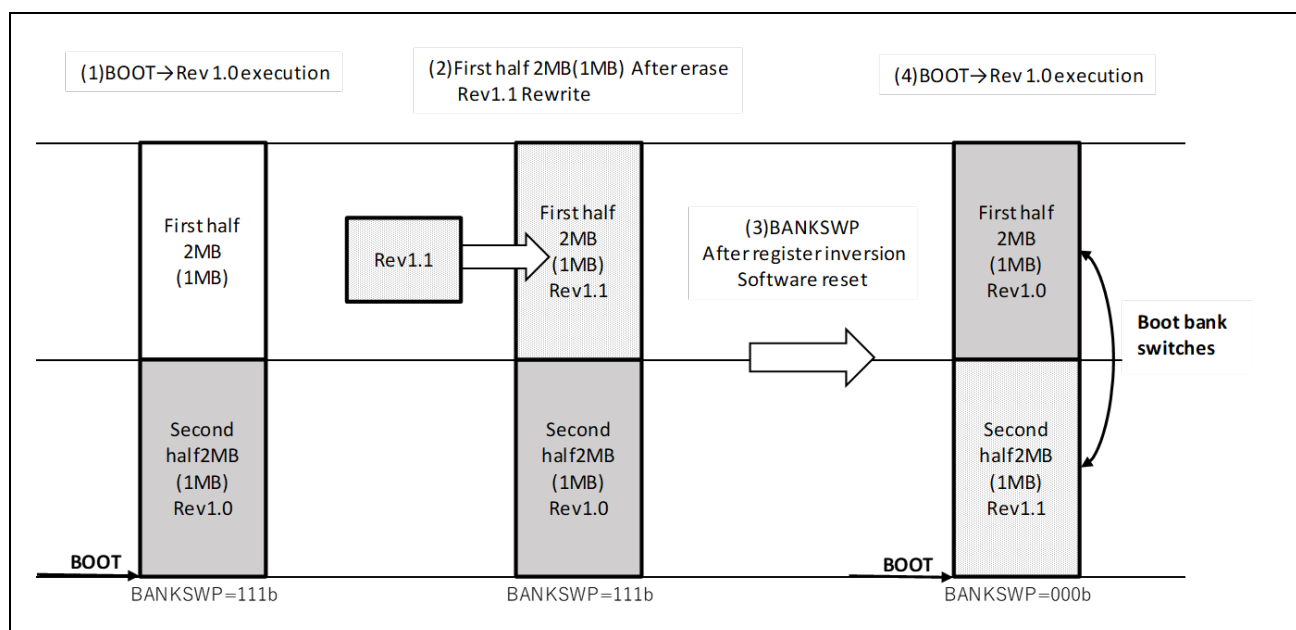 (1)BOOT→Rev 1.0 execution
(2)First half 2MB(1MB) After erase
Rev1.1 Rewrite
(4)BOOT→Rev 1.0 execution
First half
2MB
(1MB)
Rev1.1
First half
2MB
(1MB)
Rev1.1
(3)BANKSWP
After register inversion
Software reset
First half
2MB
(1MB)
Rev1.0
Boot bank
switches
Second
half2MB
(1MB)
Rev1.0
Second
half2MB
(1MB)
Rev1.0
Second
half2MB
(1MB)
Rev1.1
BOOT
BOOT
BANKSWP=111b
BANKSWP=111b
BANKSWP=000b